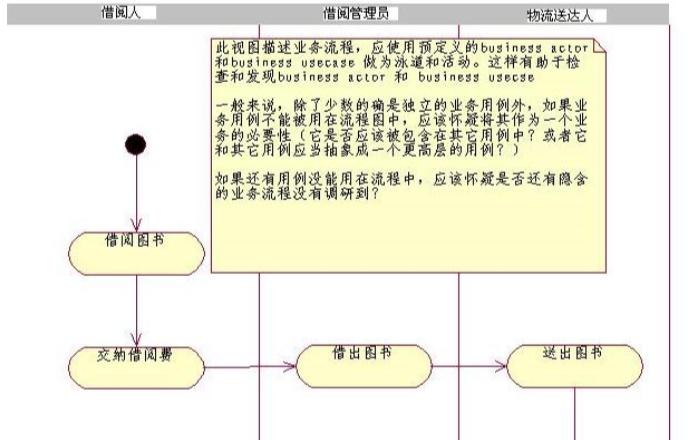 借阅人 借阅管理员 物流送达人
此视图描述业务流程，应使用预定义的business actor
和business usecase 做为泳道和活动。这样有助于检
查和发现business actor 和 business usecse
一般来说，除了少数的确是独立的业务用例外，如果业
务用例不能被用在流程图中，应该怀疑将其作为一个业
务的必要性（它是否应该被包含在其它用例中？或者它
和其它用例应当抽象成一个更高层的用例？）
如果还有用例没能用在流程中，应该怀疑是否还有隐含
的业务流程没有调研到？
借阅图书
交纳借阅费 借出图书 送出图书